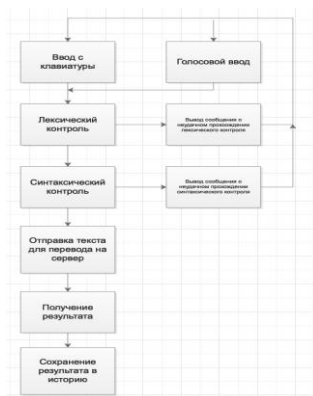 Ввод с
клавиатуры
Голосовой ввод
Лексический
контроль
Вывод сообщения о
неудачном прохождении
лексического контроля
Синтаксический
контроль
Вывод сообщения о
неудачном прохождении
синтаксического контроля
Отправка текста
для перевода на
сервер
Получение
результата
Сохранение
результата в
историю